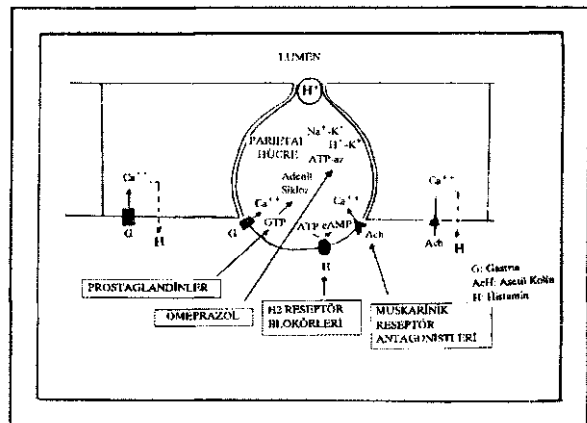 LUMEN
H⁺
Na⁺-K⁺
H⁺-K⁺
ATP-az
PARIETAL
HÜCRE
Adenil
Sikloz
Ca⁺⁺
Ca⁺⁺
Ca⁺⁺
Ca⁺⁺
GTP
ATP cAMP
G
H
G
H
Ach
Ach
H
PROSTAGLANDİNLER
OMEPRAZOL
H2 RESEPTÖR
BLOKÖRLERİ
MUSKARİNİK
RESEPTÖR
ANTAGONİSTLERİ
G: Gastrin
AcH: Asetil Kolin
H: Histamin